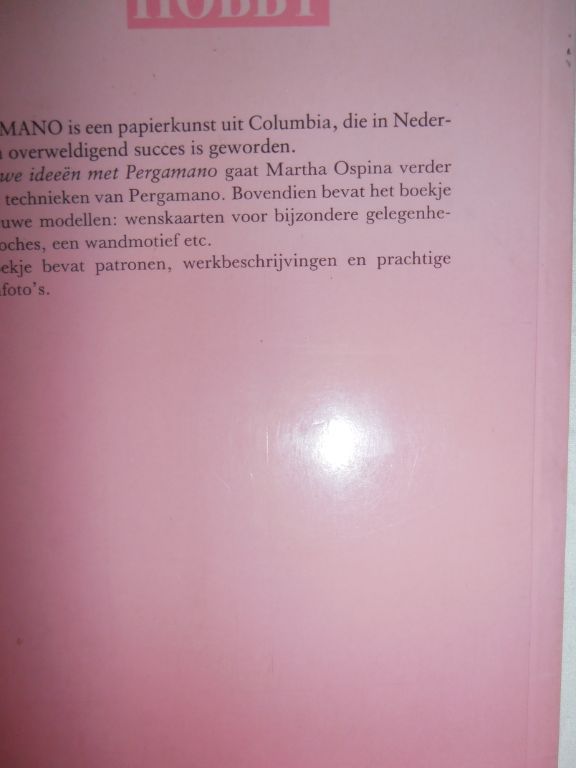 HOBBY
MANO is een papierkunst uit Columbia, die in Neder-
overweldigend succes is geworden.
we ideeën met Pergamano gaat Martha Ospina verder
technieken van Pergamano. Bovendien bevat het boekje
uwe modellen: wenskaarten voor bijzondere gelegenhe-
oches, een wandmotief etc.
ekje bevat patronen, werkbeschrijvingen en prachtige
foto's.